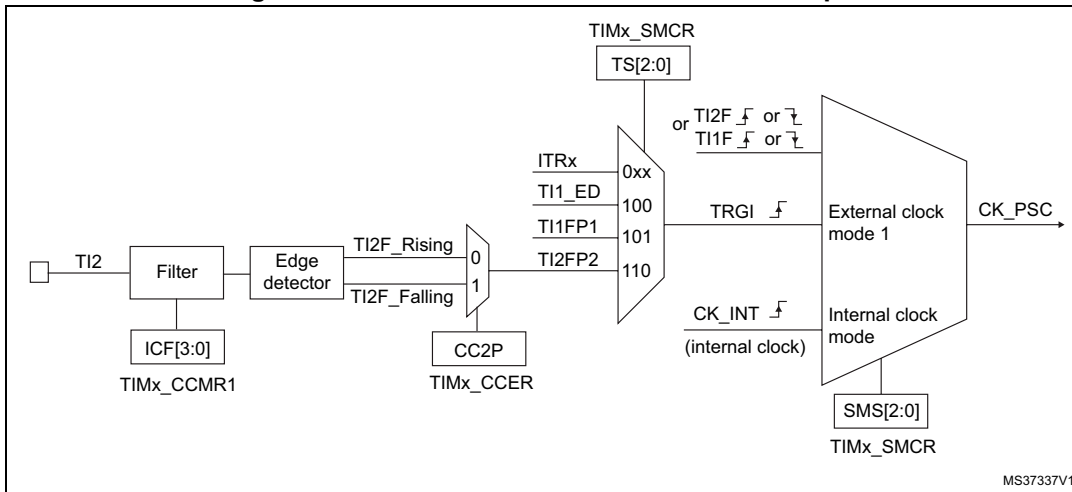 TIMx_SMCR
TS[2:0]
or TI2F or
TI1F or
ITRx
0xx
TI1_ED
100
TRGI
External clock
mode 1
CK_PSC
TI1FP1
101
TI2F_Rising
0
TI2FP2
110
TI2
Filter
Edge
detector
TI2F_Falling
1
CK_INT
(internal clock)
Internal clock
mode
ICF[3:0]
TIMx_CCMR1
CC2P
TIMx_CCER
SMS[2:0]
TIMx_SMCR
MS37337V1